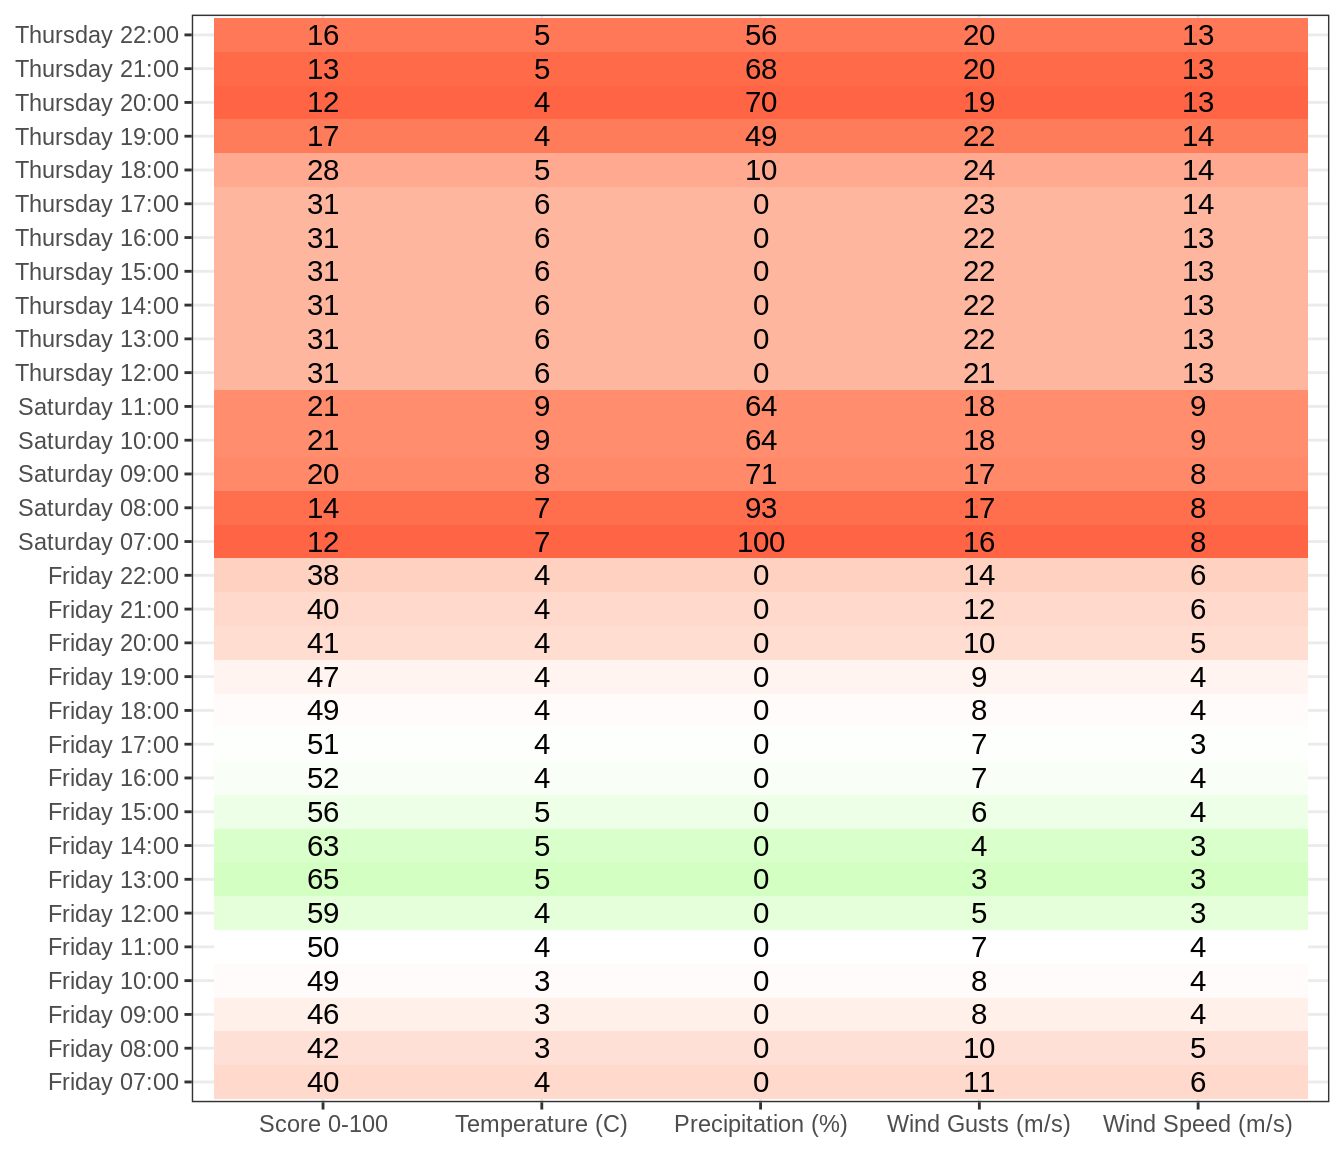 Thursday 22:00 16 5 56 20 13
Thursday 21:00 13 5 68 20 13
Thursday 20:00 12 4 70 19 13
Thursday 19:00 17 4 49 22 14
Thursday 18:00 28 5 10 24 14
Thursday 17:00 31 6 0 23 14
Thursday 16:00 31 6 0 22 13
Thursday 15:00 31 6 0 22 13
Thursday 14:00 31 6 0 22 13
Thursday 13:00 31 6 0 22 13
Thursday 12:00 31 6 0 21 13
Saturday 11:00 21 9 64 18 9
Saturday 10:00 21 9 64 18 9
Saturday 09:00 20 8 71 17 8
Saturday 08:00 14 7 93 17 8
Saturday 07:00 12 7 100 16 8
Friday 22:00 38 4 0 14 6
Friday 21:00 40 4 0 12 6
Friday 20:00 41 4 0 10 5
Friday 19:00 47 4 0 9 4
Friday 18:00 49 4 0 8 4
Friday 17:00 51 4 0 7 3
Friday 16:00 52 4 0 7 4
Friday 15:00 56 5 0 6 4
Friday 14:00 63 5 0 4 3
Friday 13:00 65 5 0 3 3
Friday 12:00 59 4 0 5 3
Friday 11:00 50 4 0 7 4
Friday 10:00 49 3 0 8 4
Friday 09:00 46 3 0 8 4
Friday 08:00 42 3 0 10 5
Friday 07:00 40 4 0 11 6
Score 0-100 Temperature (C) Precipitation (%) Wind Gusts (m/s) Wind Speed (m/s)